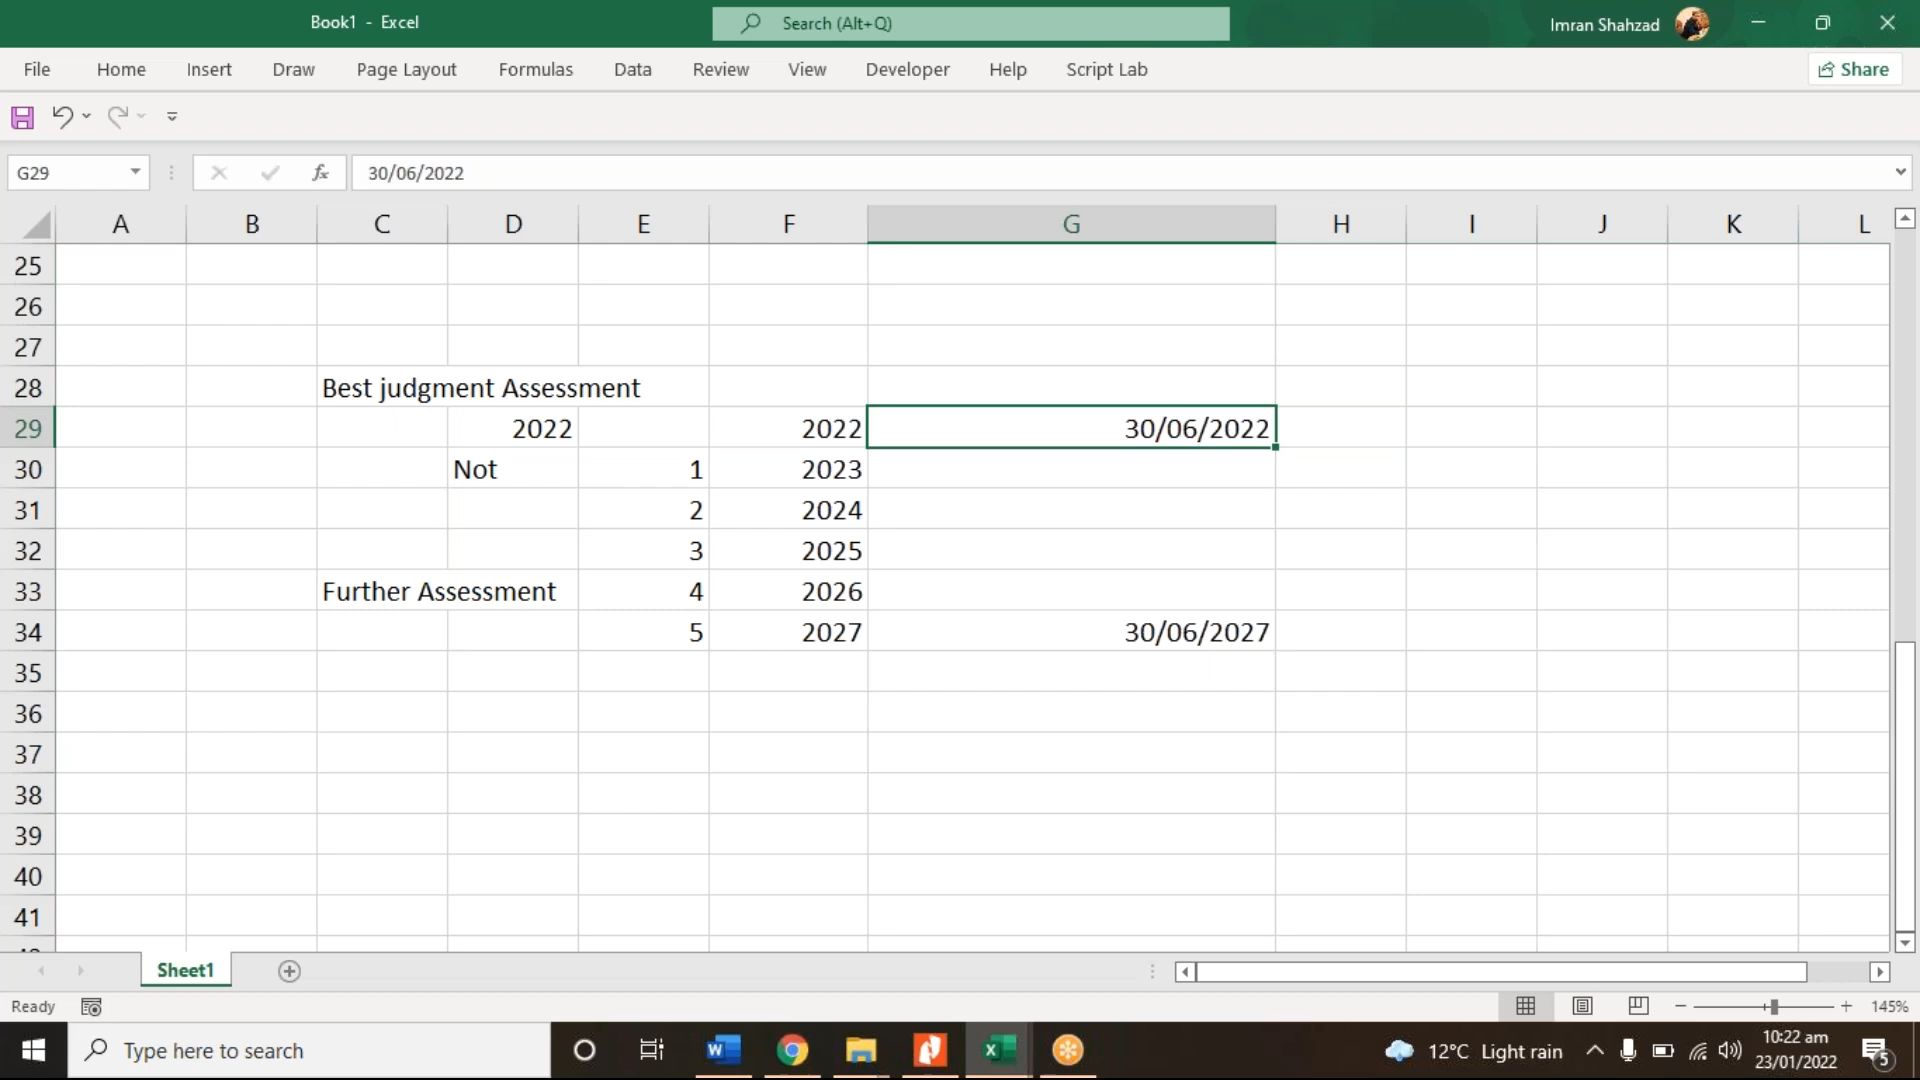 Book1 - Excel
Search (Alt+Q)
Imran Shahzad
File Home Insert Draw Page Layout Formulas Data Review View Developer Help Script Lab
Share
G29
fx
30/06/2022
A B C D E F G H I J K L
25
26
27
28 Best judgment Assessment
29 2022 2022 30/06/2022
30 Not 1 2023
31 2 2024
32 3 2025
33 Further Assessment 4 2026
34 5 2027 30/06/2027
35
36
37
38
39
40
41
Sheet1
Ready
145%
Type here to search
12°C Light rain
10:22 am
23/01/2022
5